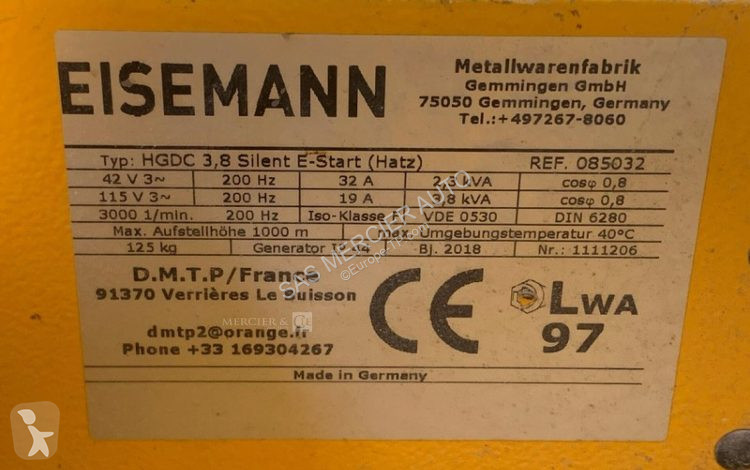 EISEMANN
Metallwarenfabrik
Gemmingen GmbH
75050 Gemmingen, Germany
Tel.:+497267-8060
Typ: HGDC 3,8 Silent E-Start (Hatz) REF. 085032
42 V 3~ 200 Hz 32 A 2,3 kVA cosφ 0,8
115 V 3~ 200 Hz 19 A kVA cosφ 0,8
3000 1/min. 200 Hz Iso-Klasse VDE 0530 DIN 6280
Max. Aufstellhöhe 1000 m max. Umgebungstemperatur 40°C
125 kg Generator Bj. 2018 Nr.: 1111206
D.M.T.P/France
91370 Verrières Le Buisson
dmtp2@orange.fr
Phone +33 169304267
CE
LWA
97
Made in Germany
SAS MERCIER AUTO
MERCIER &